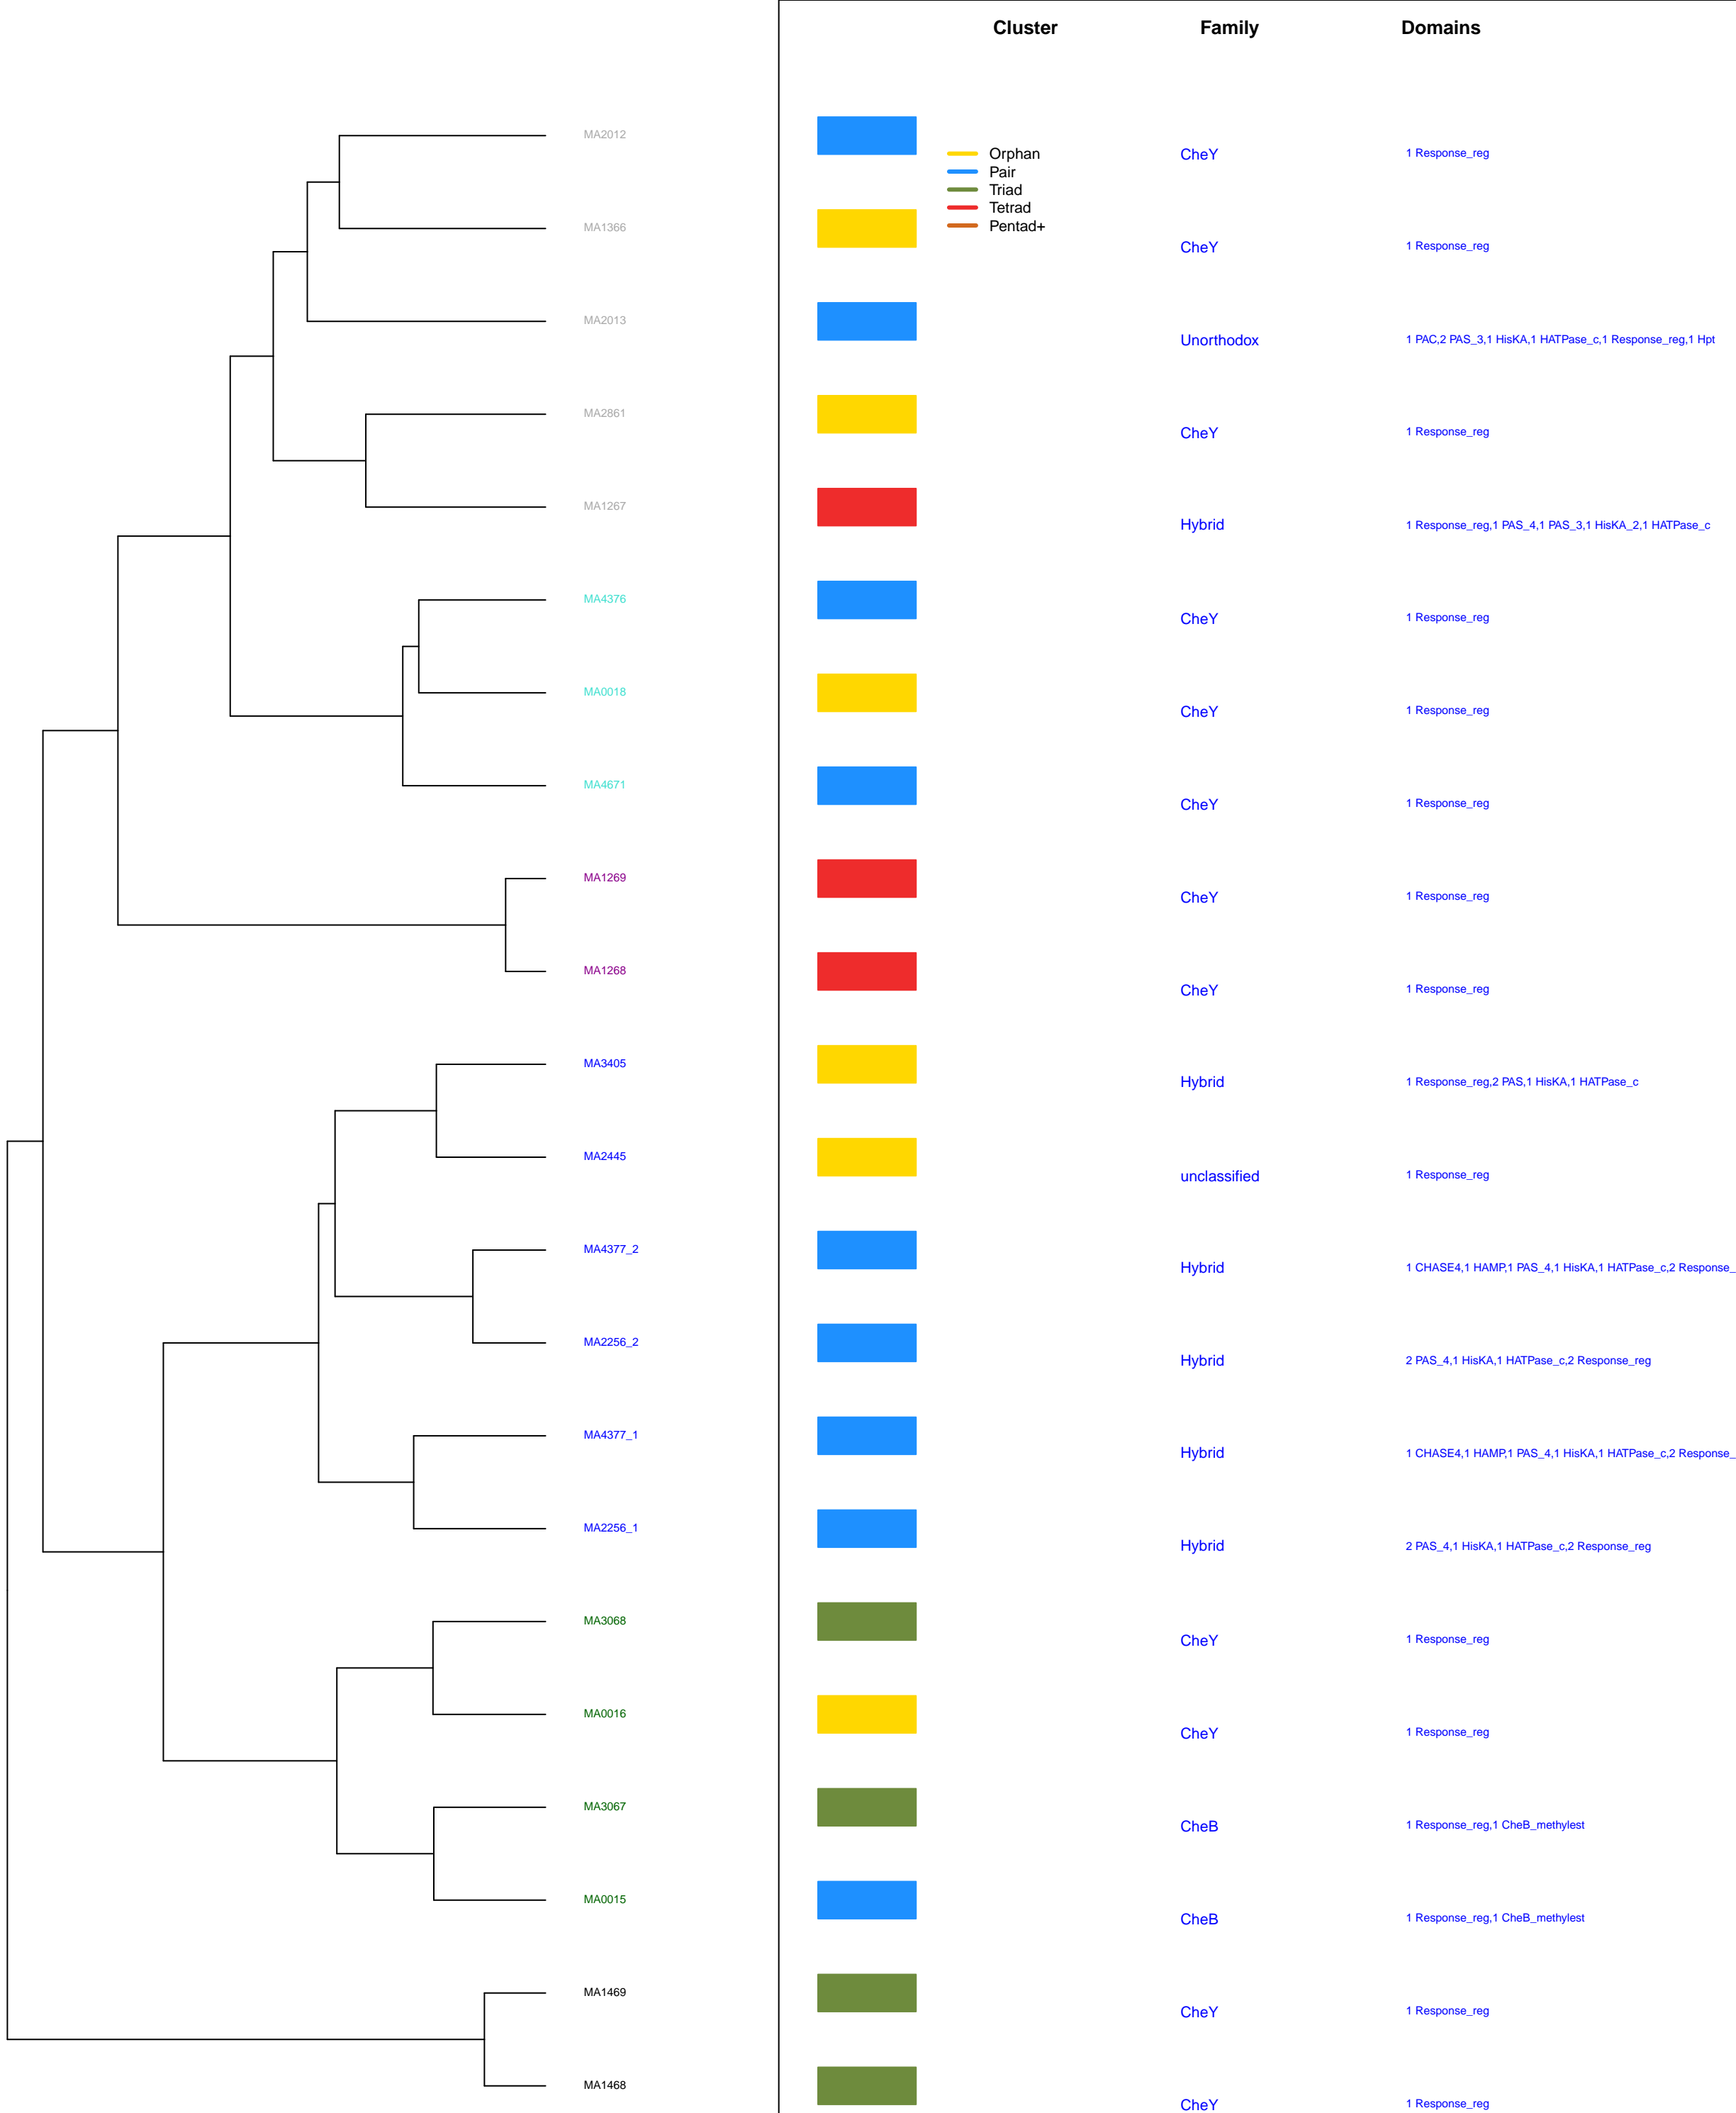 Cluster Family Domains
MA2012
Orphan
Pair
Triad
Tetrad
Pentad+
CheY 1 Response_reg
MA1366
CheY 1 Response_reg
MA2013
Unorthodox 1 PAC,2 PAS_3,1 HisKA,1 HATPase_c,1 Response_reg,1 Hpt
MA2861
CheY 1 Response_reg
MA1267
Hybrid 1 Response_reg,1 PAS_4,1 PAS_3,1 HisKA_2,1 HATPase_c
MA4376
CheY 1 Response_reg
MA0018
CheY 1 Response_reg
MA4671
CheY 1 Response_reg
MA1269
CheY 1 Response_reg
MA1268
CheY 1 Response_reg
MA3405
Hybrid 1 Response_reg,2 PAS,1 HisKA,1 HATPase_c
MA2445
unclassified 1 Response_reg
MA4377_2
Hybrid 1 CHASE4,1 HAMP,1 PAS_4,1 HisKA,1 HATPase_c,2 Response_
MA2256_2
Hybrid 2 PAS_4,1 HisKA,1 HATPase_c,2 Response_reg
MA4377_1
Hybrid 1 CHASE4,1 HAMP,1 PAS_4,1 HisKA,1 HATPase_c,2 Response_
MA2256_1
Hybrid 2 PAS_4,1 HisKA,1 HATPase_c,2 Response_reg
MA3068
CheY 1 Response_reg
MA0016
CheY 1 Response_reg
MA3067
CheB 1 Response_reg,1 CheB_methylest
MA0015
CheB 1 Response_reg,1 CheB_methylest
MA1469
CheY 1 Response_reg
MA1468
CheY 1 Response_reg